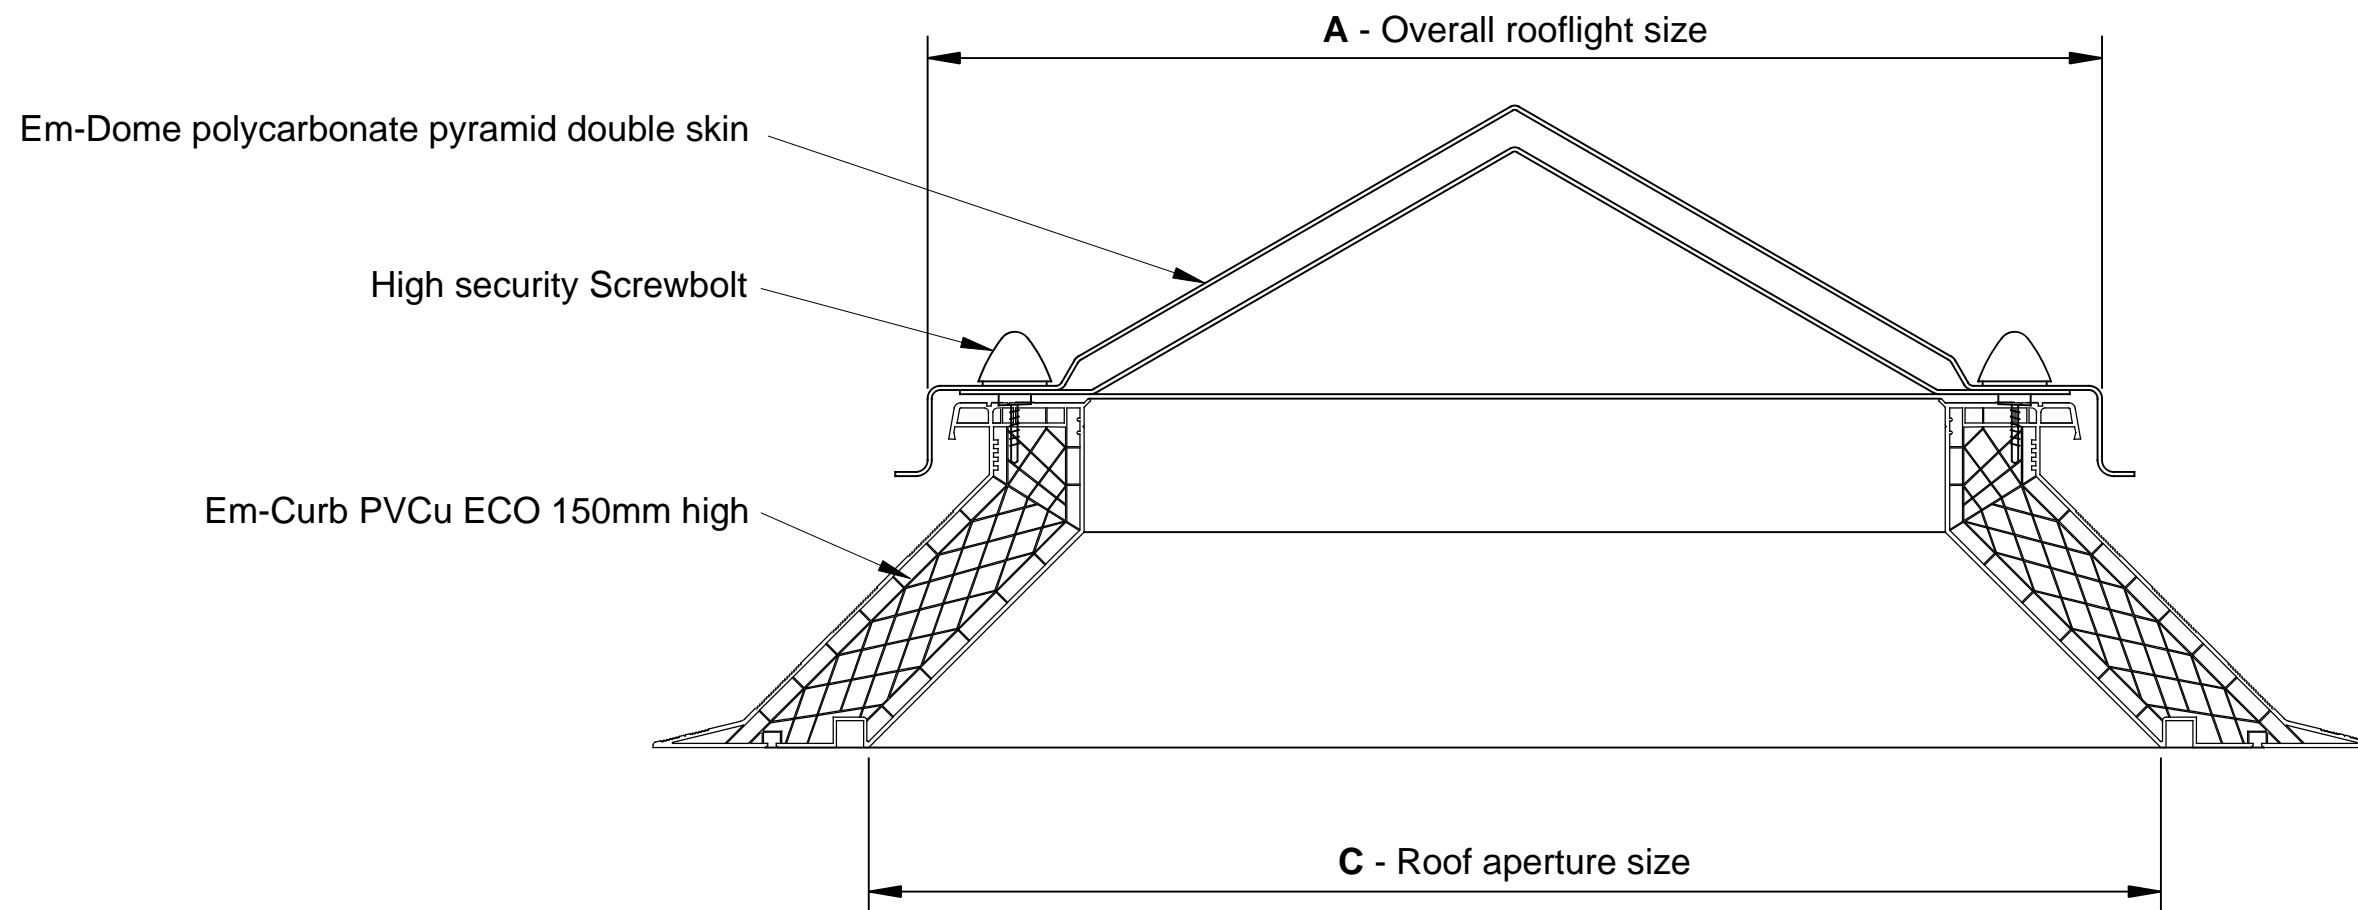 A - Overall rooflight size
Em-Dome polycarbonate pyramid double skin
High security Screwbolt
Em-Curb PVCu ECO 150mm high
C - Roof aperture size